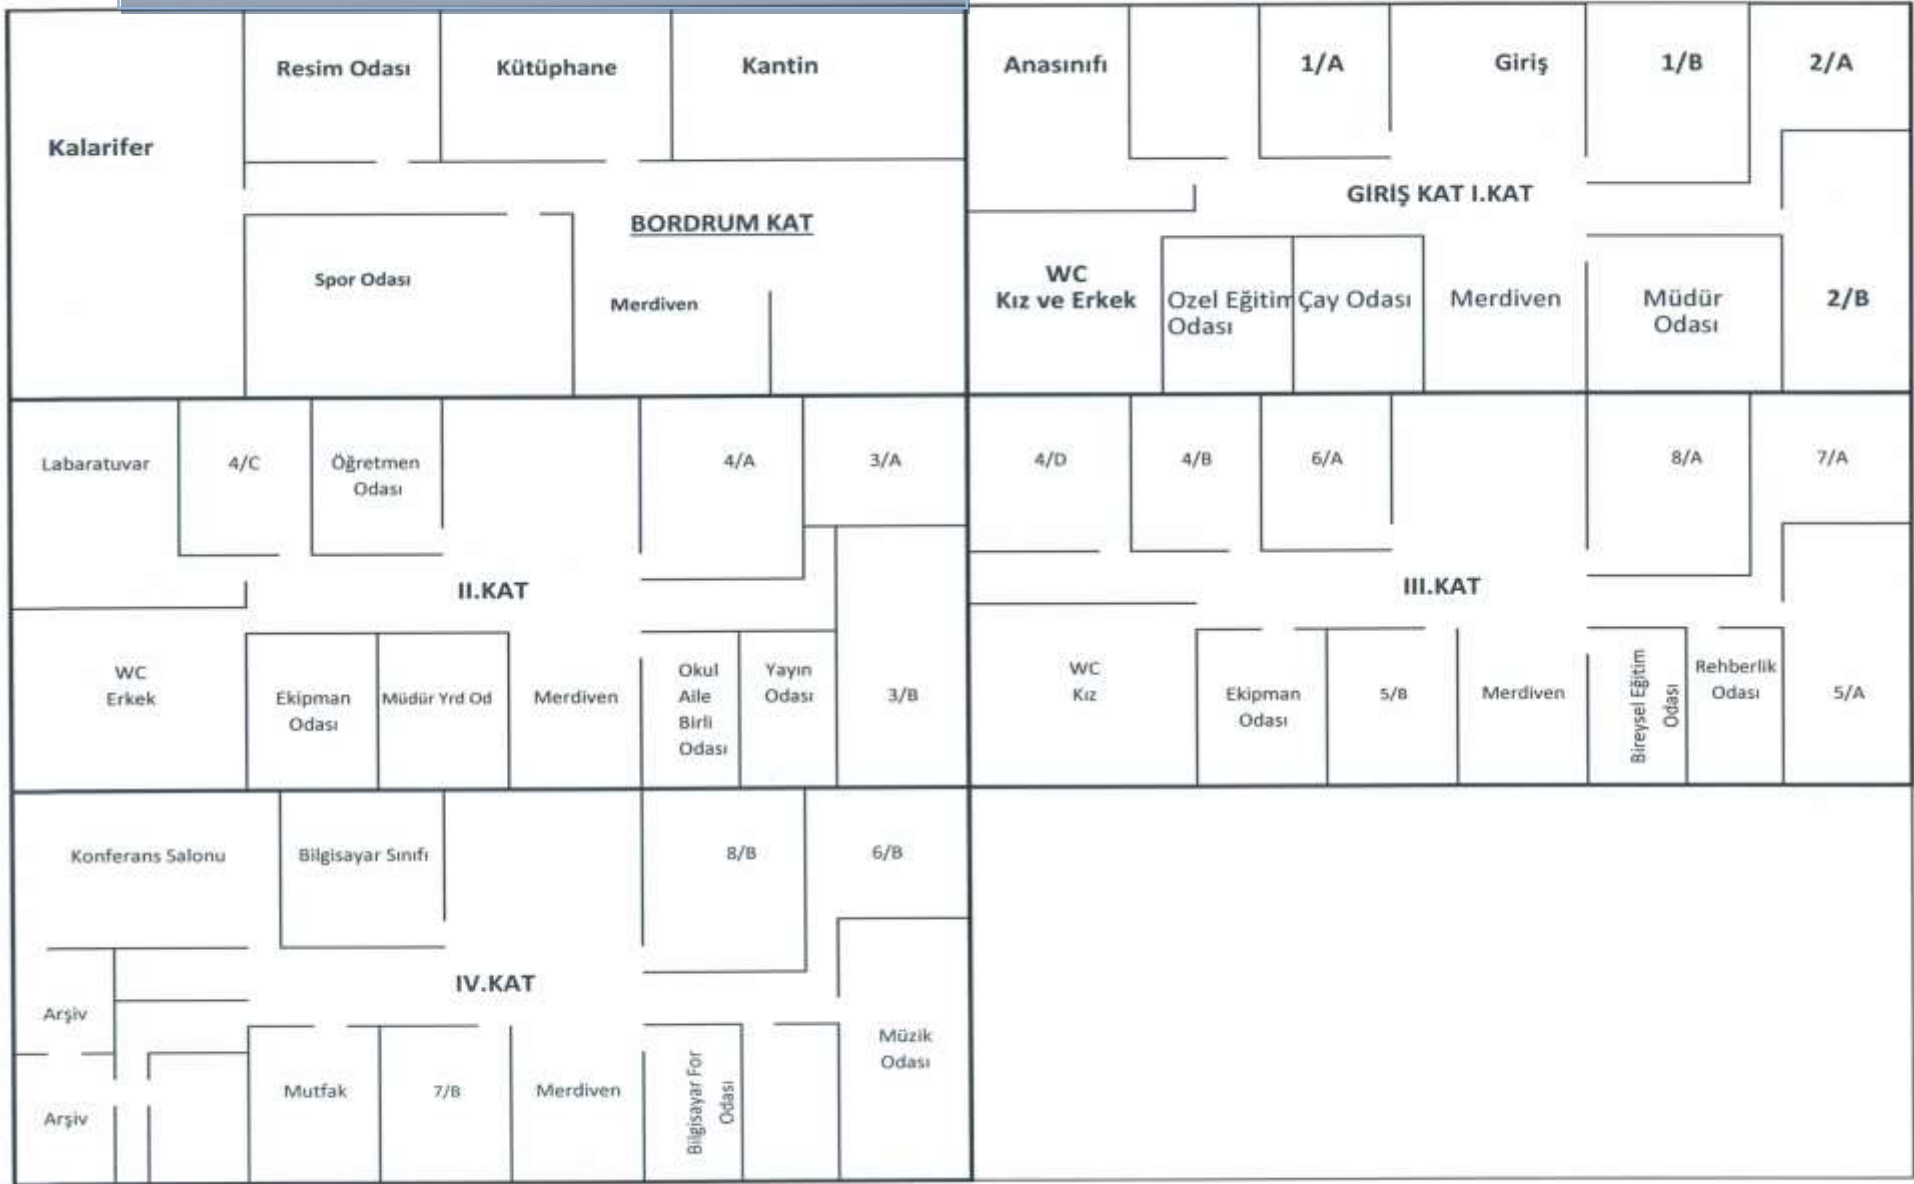 Resim Odası
Kütüphane
Kantin
Kalarifer
BORDRUM KAT
Spor Odası
Merdiven
Anasınıfı
1/A
Giriş
1/B
2/A
GİRİŞ KAT I.KAT
WC
Kız ve Erkek
Ozel Eğitim
Odası
Çay Odası
Merdiven
Müdür
Odası
2/B
Labaratuvar
4/C
Öğretmen
Odası
4/A
3/A
II.KAT
WC
Erkek
Ekipman
Odası
Müdür Yrd Od
Merdiven
Okul
Aile
Birli
Odası
Yayın
Odası
3/B
4/D
4/B
6/A
8/A
7/A
III.KAT
WC
Kız
Ekipman
Odası
5/B
Merdiven
Bireysel Eğitim
Odası
Rehberlik
Odası
5/A
Konferans Salonu
Bilgisayar Sınıfı
8/B
6/B
IV.KAT
Arşiv
Arşiv
Mutfak
7/B
Merdiven
Bilgisayar For
Odası
Müzik
Odası